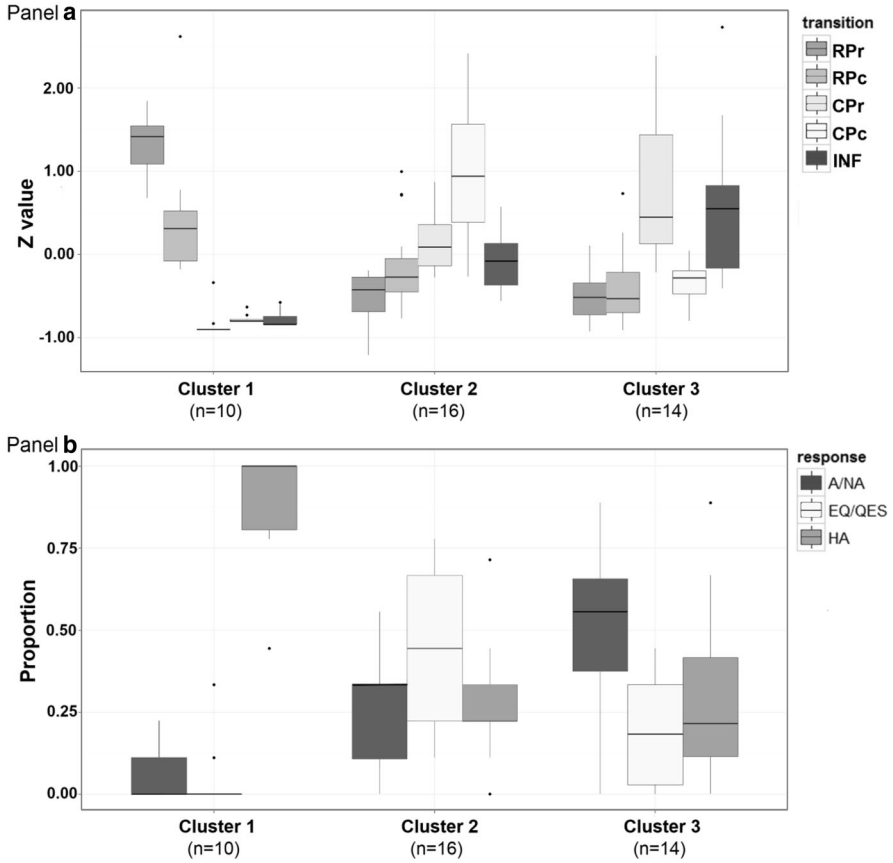 Panel a
transition
RPr
RPc
CPr
CPc
INF
Z value
2.00
1.00
0.00
-1.00
Cluster 1
(n=10)
Cluster 2
(n=16)
Cluster 3
(n=14)
Panel b
response
A/NA
EQ/QES
HA
Proportion
1.00
0.75
0.50
0.25
0.00
Cluster 1
(n=10)
Cluster 2
(n=16)
Cluster 3
(n=14)